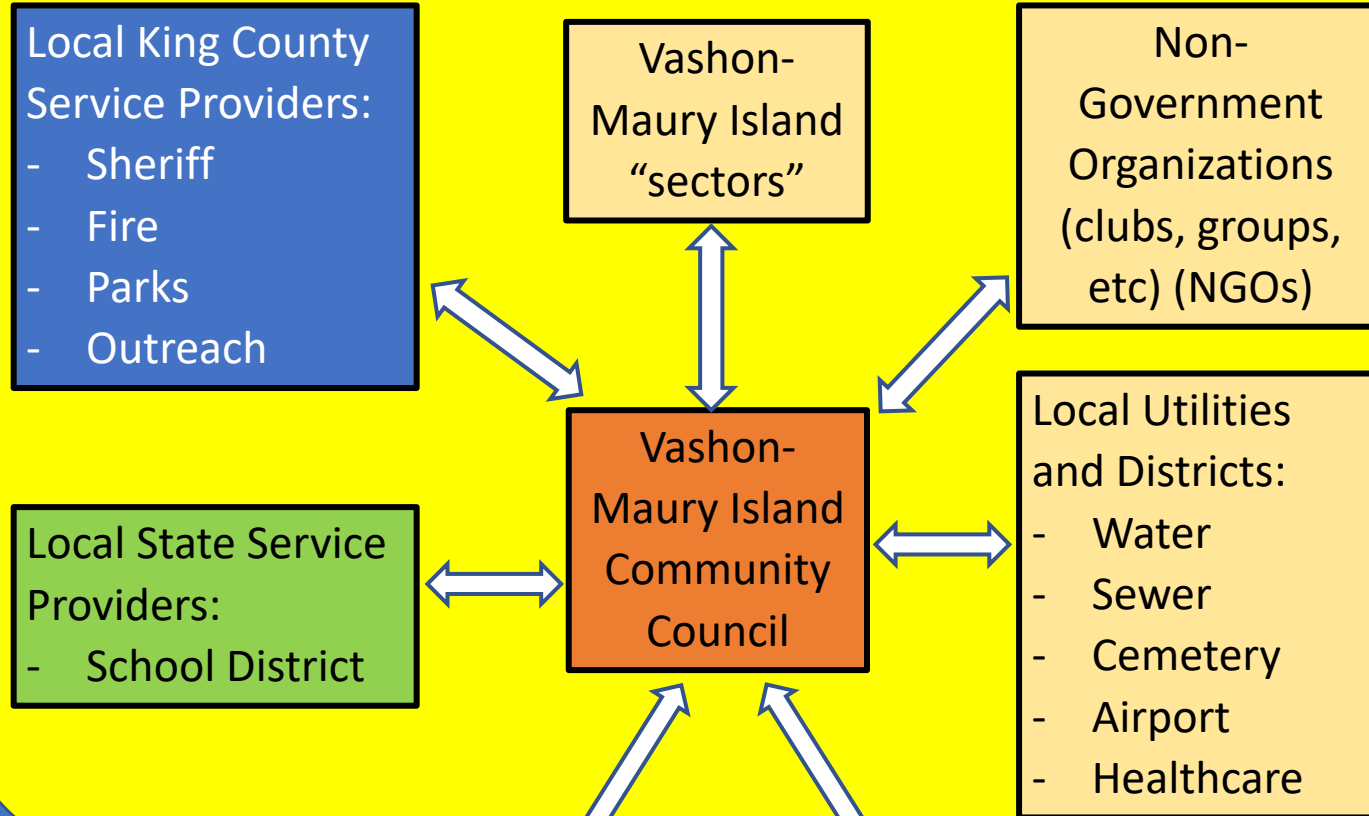 Local King County
Service Providers:
- Sheriff
- Fire
- Parks
- Outreach
Vashon-
Maury Island
“sectors”
Non-
Government
Organizations
(clubs, groups,
etc) (NGOs)
Local State Service
Providers:
- School District
Vashon-
Maury Island
Community
Council
Local Utilities
and Districts:
- Water
- Sewer
- Cemetery
- Airport
- Healthcare